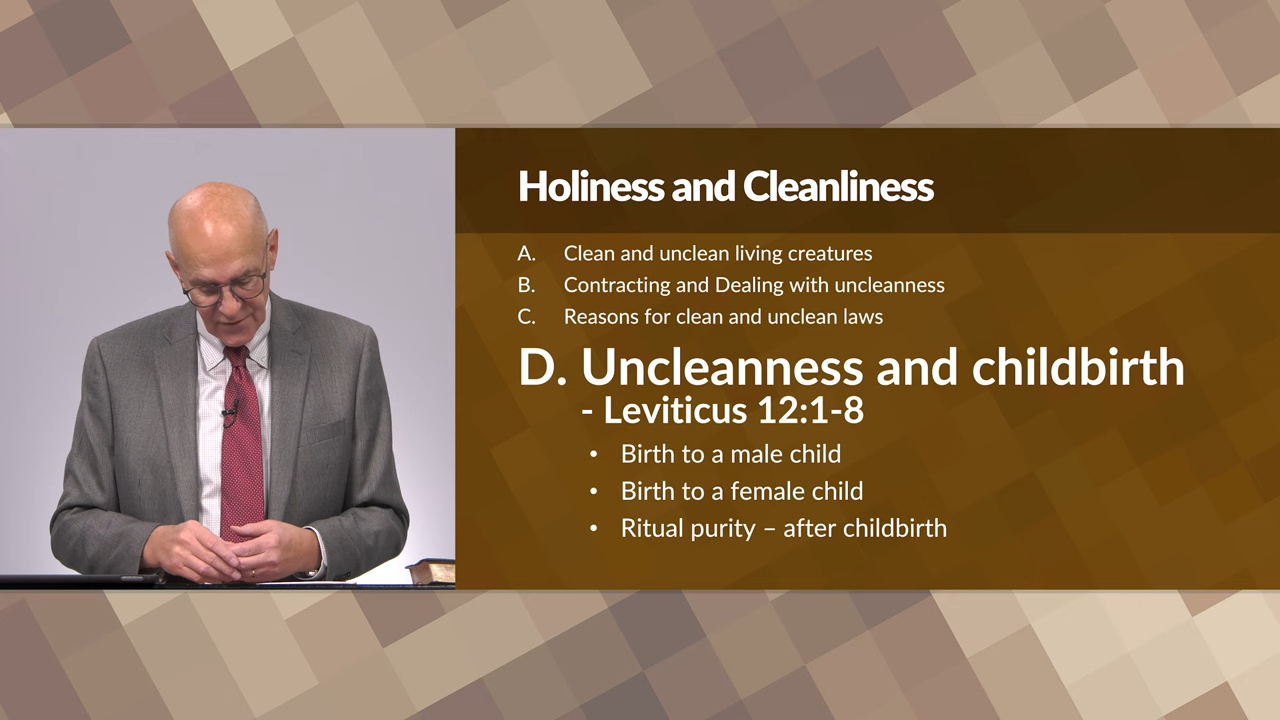 Holiness and Cleanliness
A. Clean and unclean living creatures
B. Contracting and Dealing with uncleanness
C. Reasons for clean and unclean laws
D. Uncleanness and childbirth
- Leviticus 12:1-8
• Birth to a male child
• Birth to a female child
• Ritual purity – after childbirth